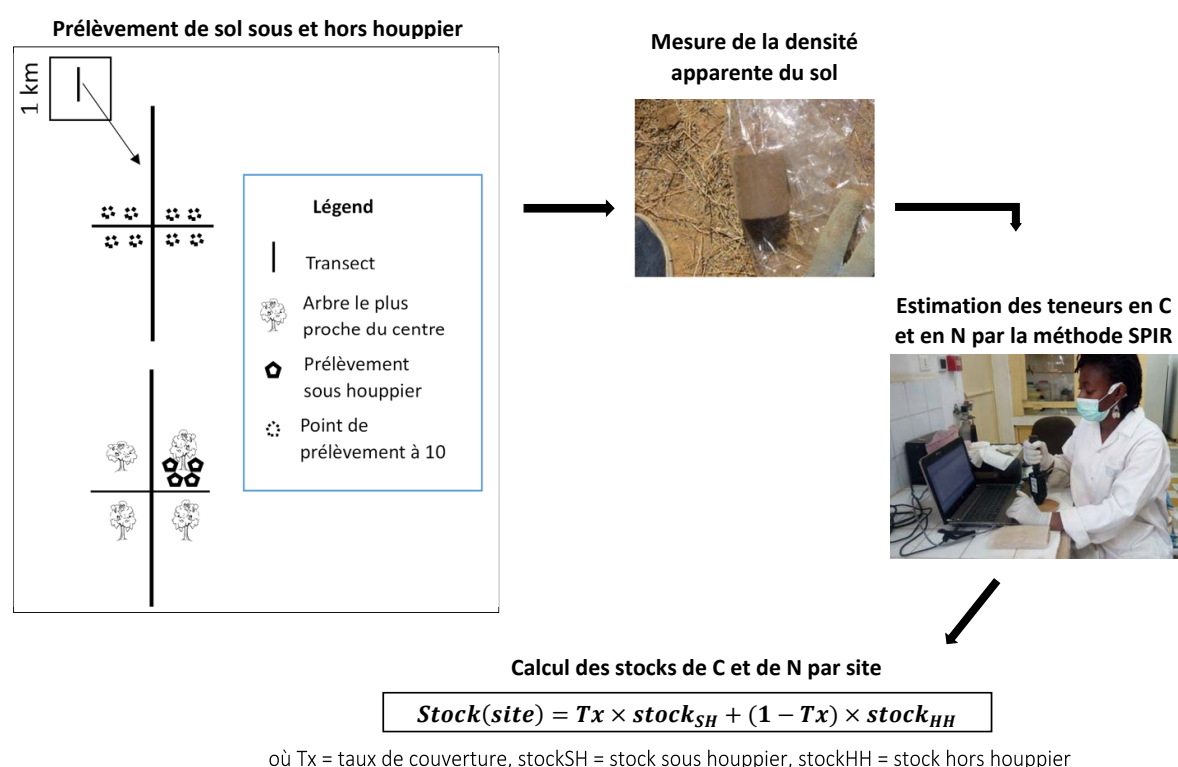 Prélèvement de sol sous et hors houppier
1 km
Légend
Transect
Arbre le plus
proche du centre
Prélèvement
sous houppier
Point de
prélèvement à 10
Mesure de la densité
apparente du sol
Estimation des teneurs en C
et en N par la méthode SPIR
Calcul des stocks de C et de N par site
Stock(site) = Tx × stock_SH + (1 − Tx) × stock_HH
où Tx = taux de couverture, stockSH = stock sous houppier, stockHH = stock hors houppier